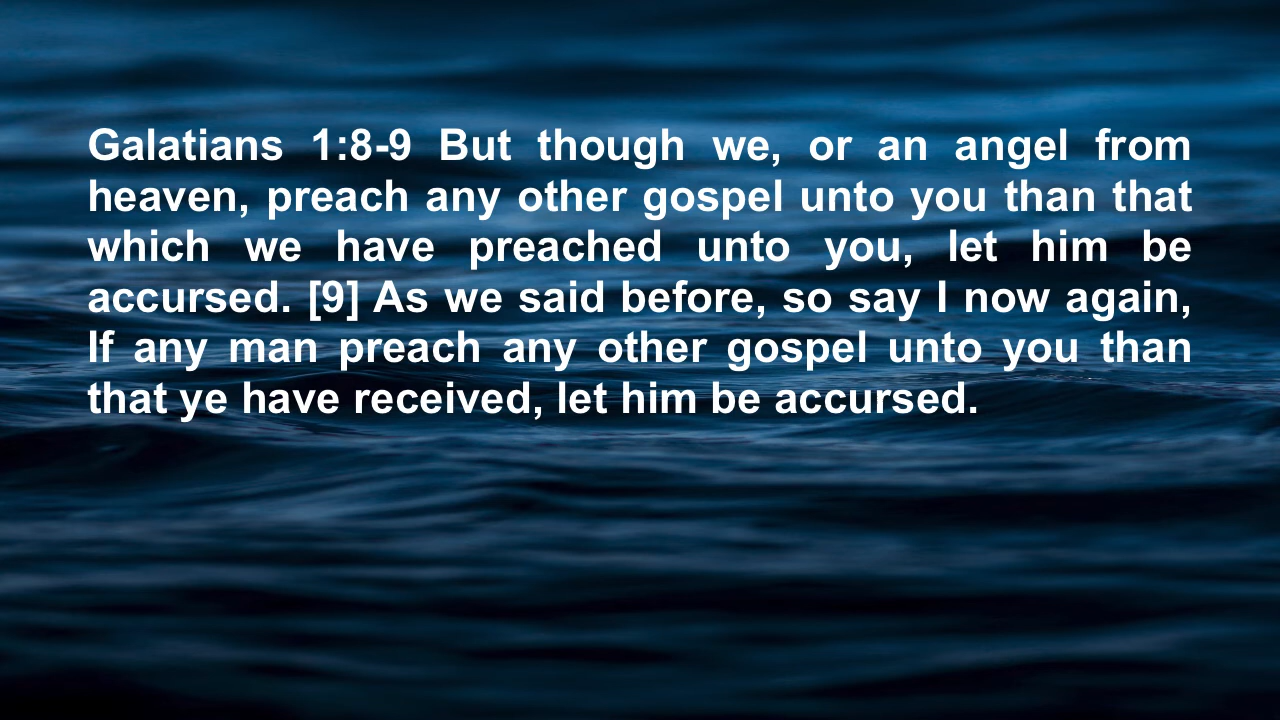 Galatians 1:8-9 But though we, or an angel from
heaven, preach any other gospel unto you than that
which we have preached unto you, let him be
accursed. [9] As we said before, so say I now again,
If any man preach any other gospel unto you than
that ye have received, let him be accursed.